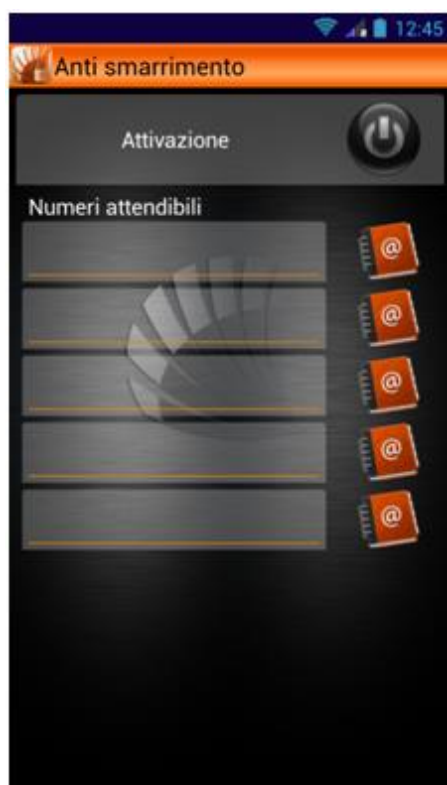 12:45
Anti smarrimento
Attivazione
Numeri attendibili
@
@
@
@
@